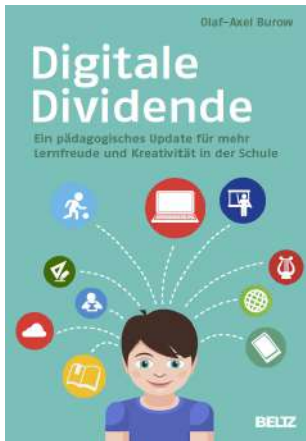 Olaf-Axel Burow
Digitale
Dividende
Ein pädagogisches Update für mehr
Lernfreude und Kreativität in der Schule
BELTZ